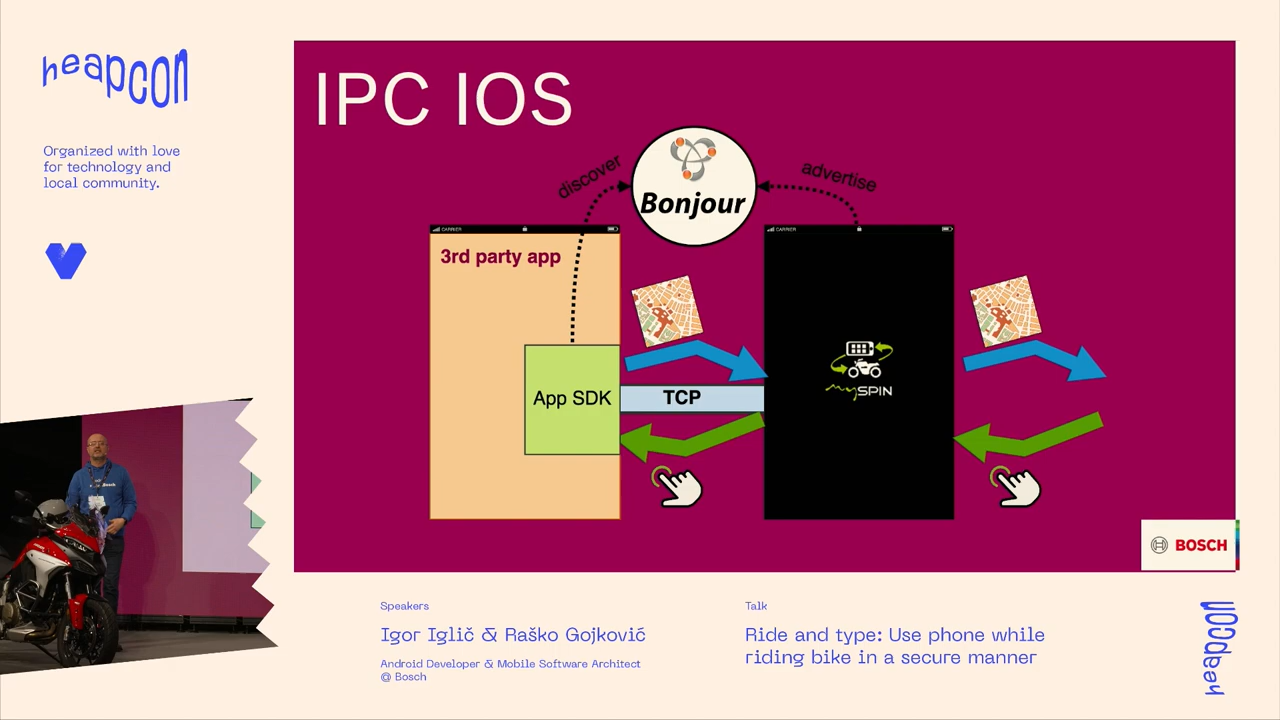 heapcon
Organized with love
for technology and
local community.
IPC IOS
discover
advertise
Bonjour
CARRIER
CARRIER
3rd party app
App SDK
TCP
mySPIN
BOSCH
Speakers
Igor Iglič & Raško Gojković
Android Developer & Mobile Software Architect
@ Bosch
Talk
Ride and type: Use phone while
riding bike in a secure manner
heapcon